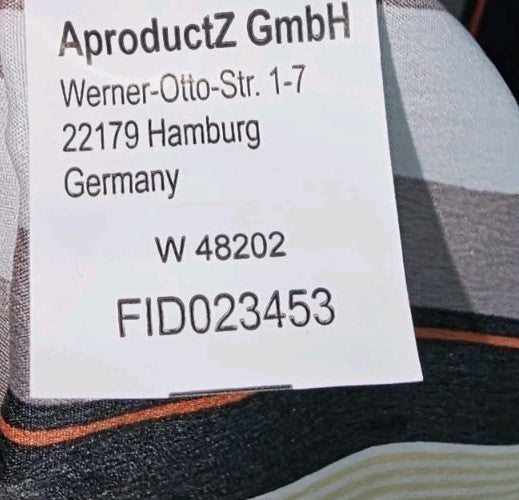 AproductZ GmbH
Werner-Otto-Str. 1-7
22179 Hamburg
Germany
W 48202
FID023453